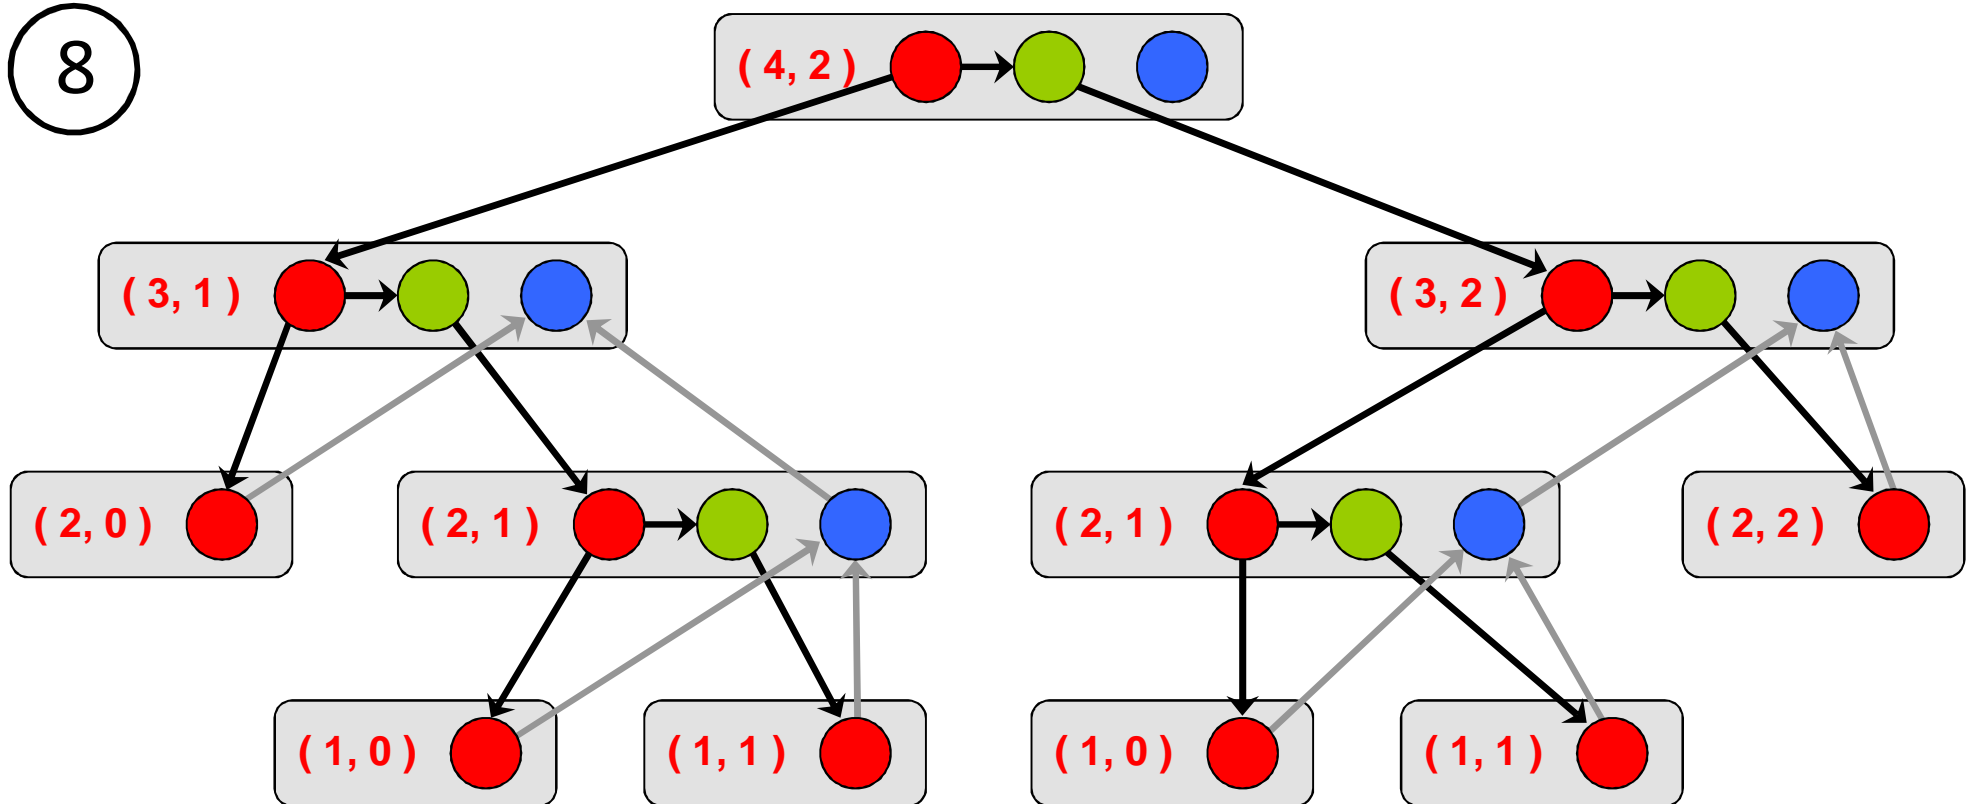 8
( 4, 2 )
( 3, 1 )
( 3, 2 )
( 2, 0 )
( 2, 1 )
( 2, 1 )
( 2, 2 )
( 1, 0 )
( 1, 1 )
( 1, 0 )
( 1, 1 )